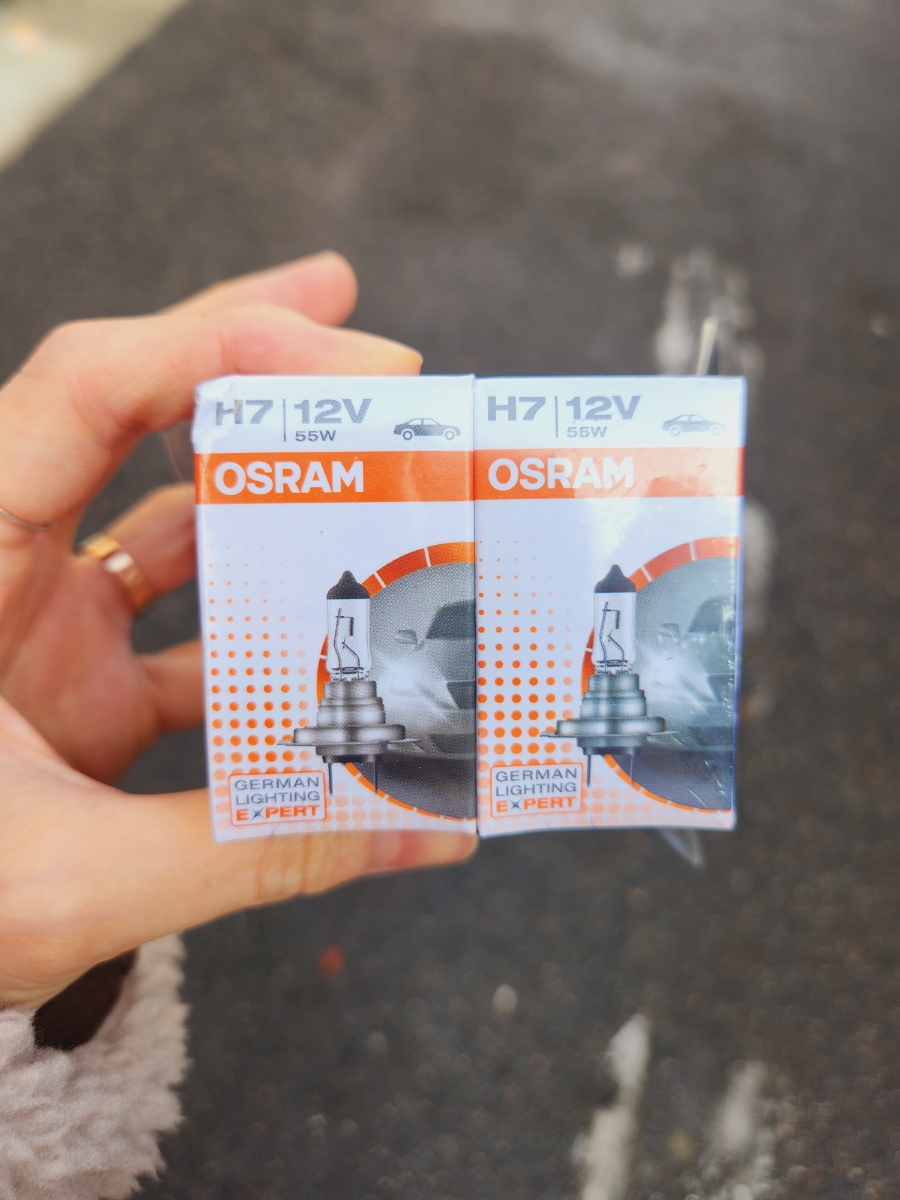 H7 | 12V
55W
OSRAM
GERMAN
LIGHTING
EXPERT
H7 | 12V
55W
OSRAM
GERMAN
LIGHTING
EXPERT